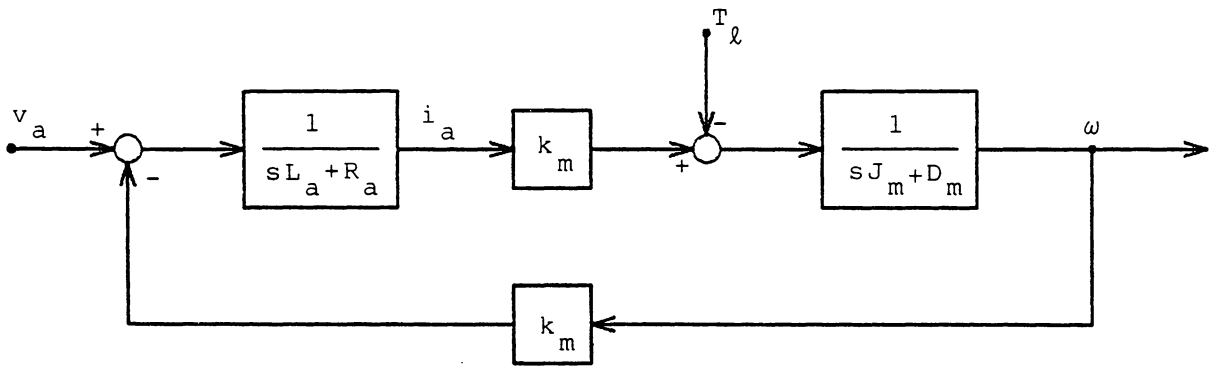 T_ℓ
v_a
+
-
1
sL_a+R_a
i_a
k_m
+
-
1
sJ_m+D_m
ω
k_m